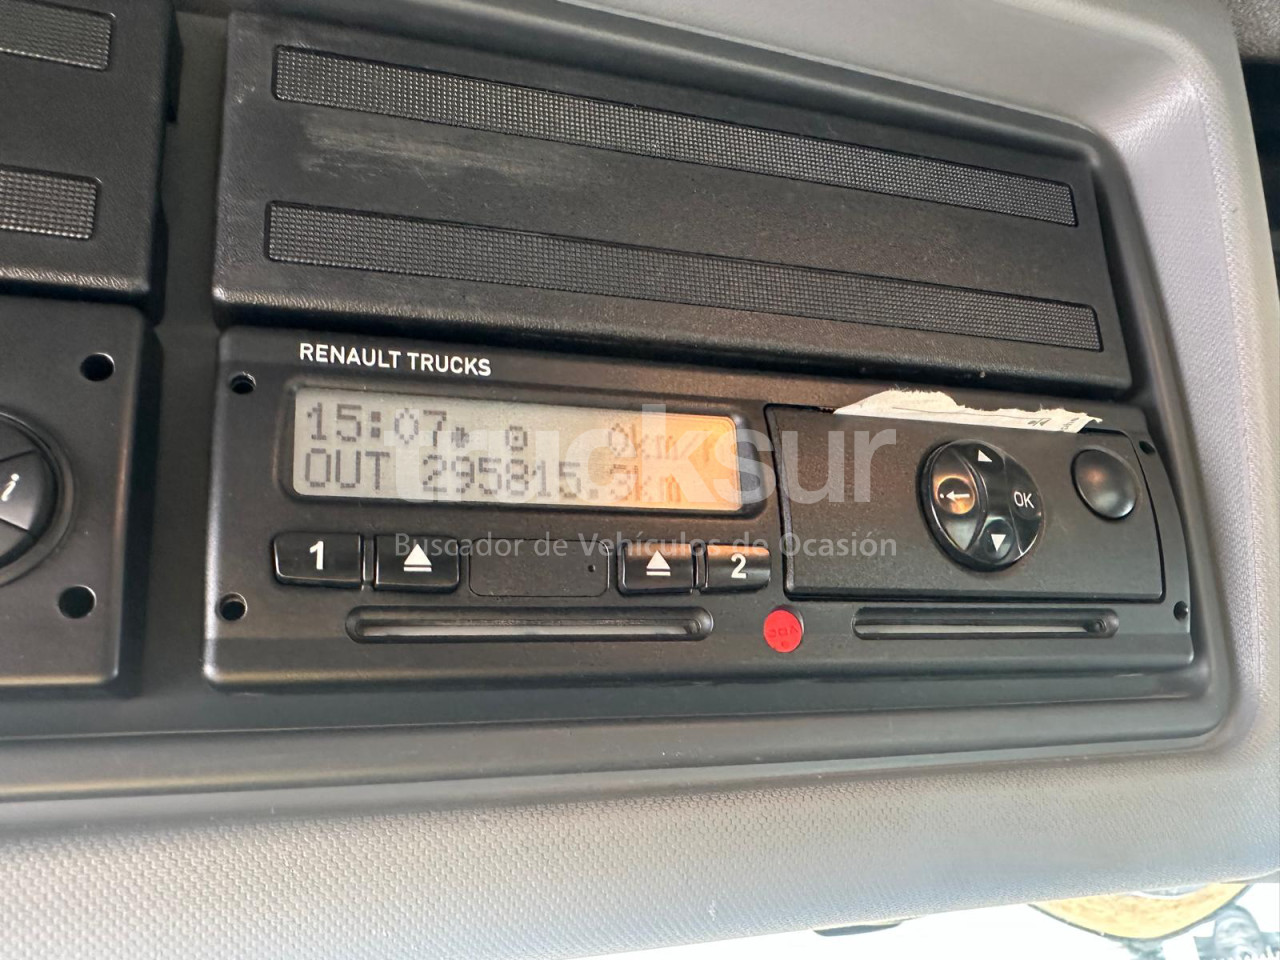 RENAULT TRUCKS
15:07
0km/h
OUT 295815.3km
trucksur
Buscador de Vehículos de Ocasión
1
2
OK
i